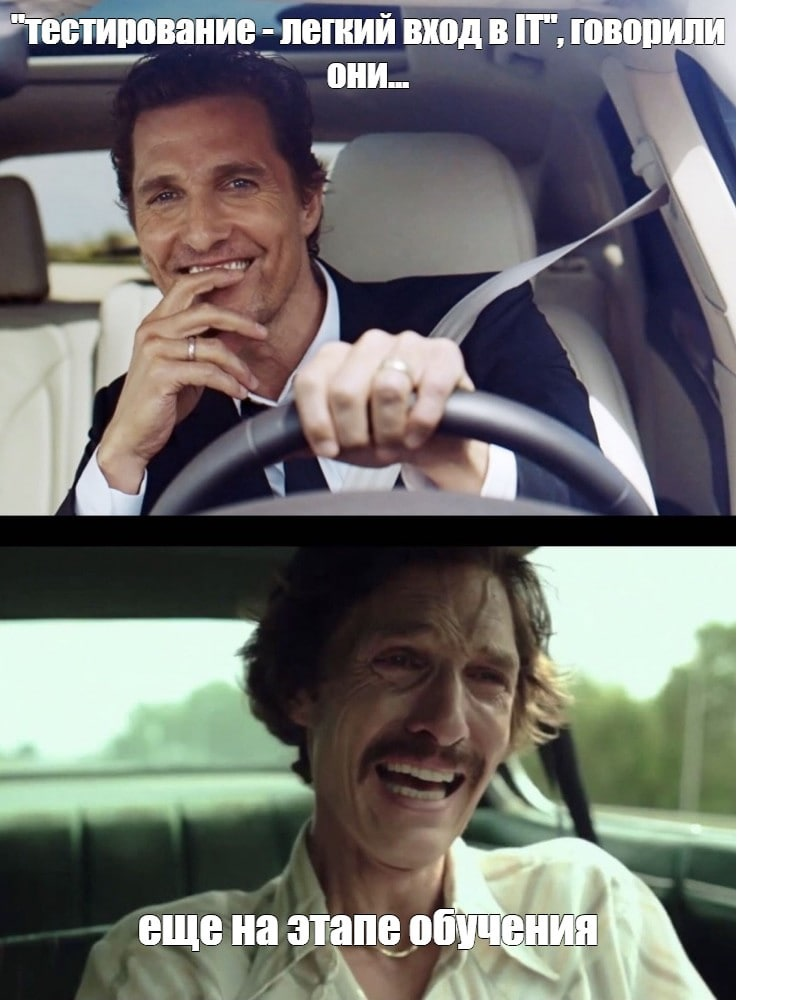 "тестирование - легкий вход в IT", говорили
они...
еще на этапе обучения